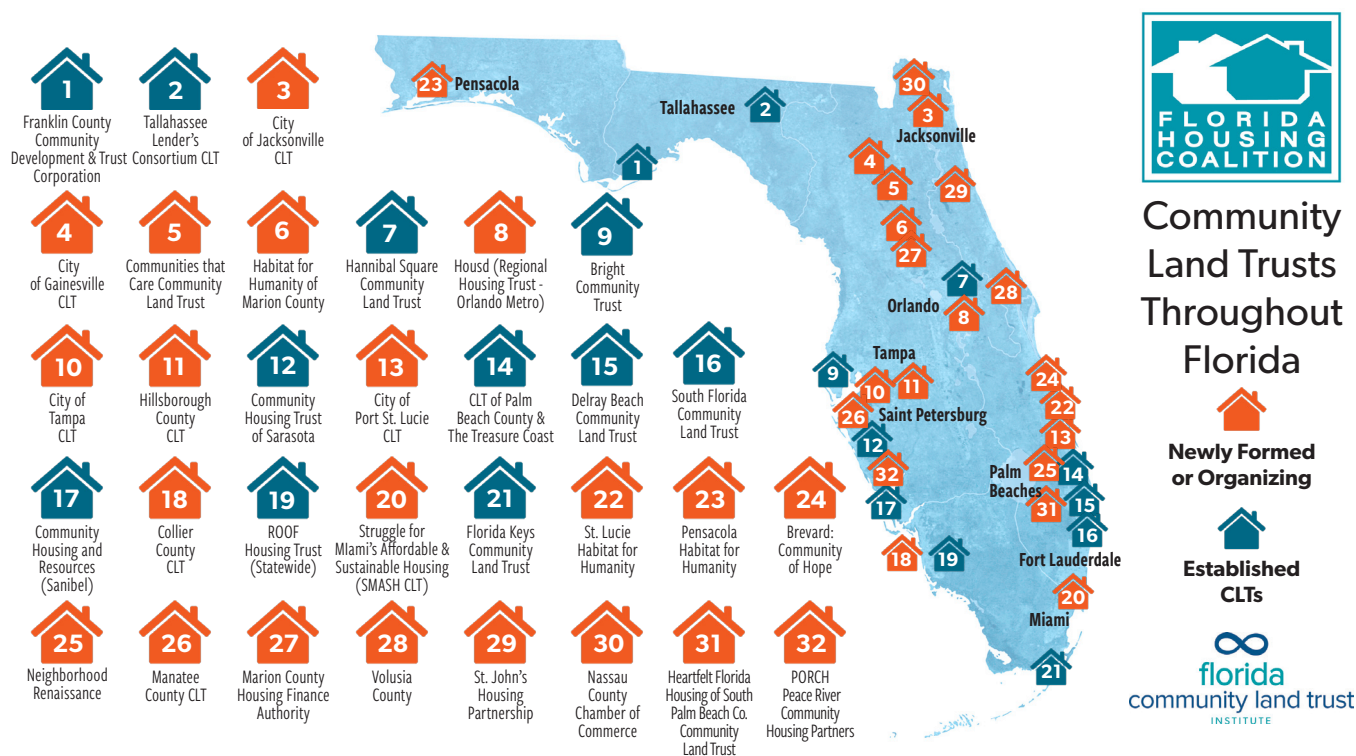 1
Franklin County
Community
Development & Trust
Corporation
2
Tallahassee
Lender's
Consortium CLT
3
City
of Jacksonville
CLT
4
City
of Gainesville
CLT
5
Communities that
Care Community
Land Trust
6
Habitat for
Humanity of
Marion County
7
Hannibal Square
Community
Land Trust
8
Housd (Regional
Housing Trust -
Orlando Metro)
9
Bright
Community
Trust
10
City of
Tampa
CLT
11
Hillsborough
County
CLT
12
Community
Housing Trust
of Sarasota
13
City of
Port St. Lucie
CLT
14
CLT of Palm
Beach County &
The Treasure Coast
15
Delray Beach
Community
Land Trust
16
South Florida
Community
Land Trust
17
Community
Housing and
Resources
(Sanibel)
18
Collier
County
CLT
19
ROOF
Housing Trust
(Statewide)
20
Struggle for
MIami's Affordable &
Sustainable Housing
(SMASH CLT)
21
Florida Keys
Community
Land Trust
22
St. Lucie
Habitat for
Humanity
23
Pensacola
Habitat for
Humanity
24
Brevard:
Community
of Hope
25
Neighborhood
Renaissance
26
Manatee
County CLT
27
Marion County
Housing Finance
Authority
28
Volusia
County
29
St. John's
Housing
Partnership
30
Nassau
County
Chamber of
Commerce
31
Heartfelt Florida
Housing of South
Palm Beach Co.
Community
Land Trust
32
PORCH
Peace River
Community
Housing Partners
23
Pensacola
Tallahassee
2
30
3
Jacksonville
1
4
5
29
6
27
7
28
Orlando
8
Tampa
9
10
11
24
26
Saint Petersburg
22
12
13
32
25
14
Palm
Beaches
17
31
15
16
18
19
Fort Lauderdale
20
Miami
21
FLORIDA
HOUSING
COALITION
Community
Land Trusts
Throughout
Florida
Newly Formed
or Organizing
Established
CLTs
florida
community land trust
INSTITUTE